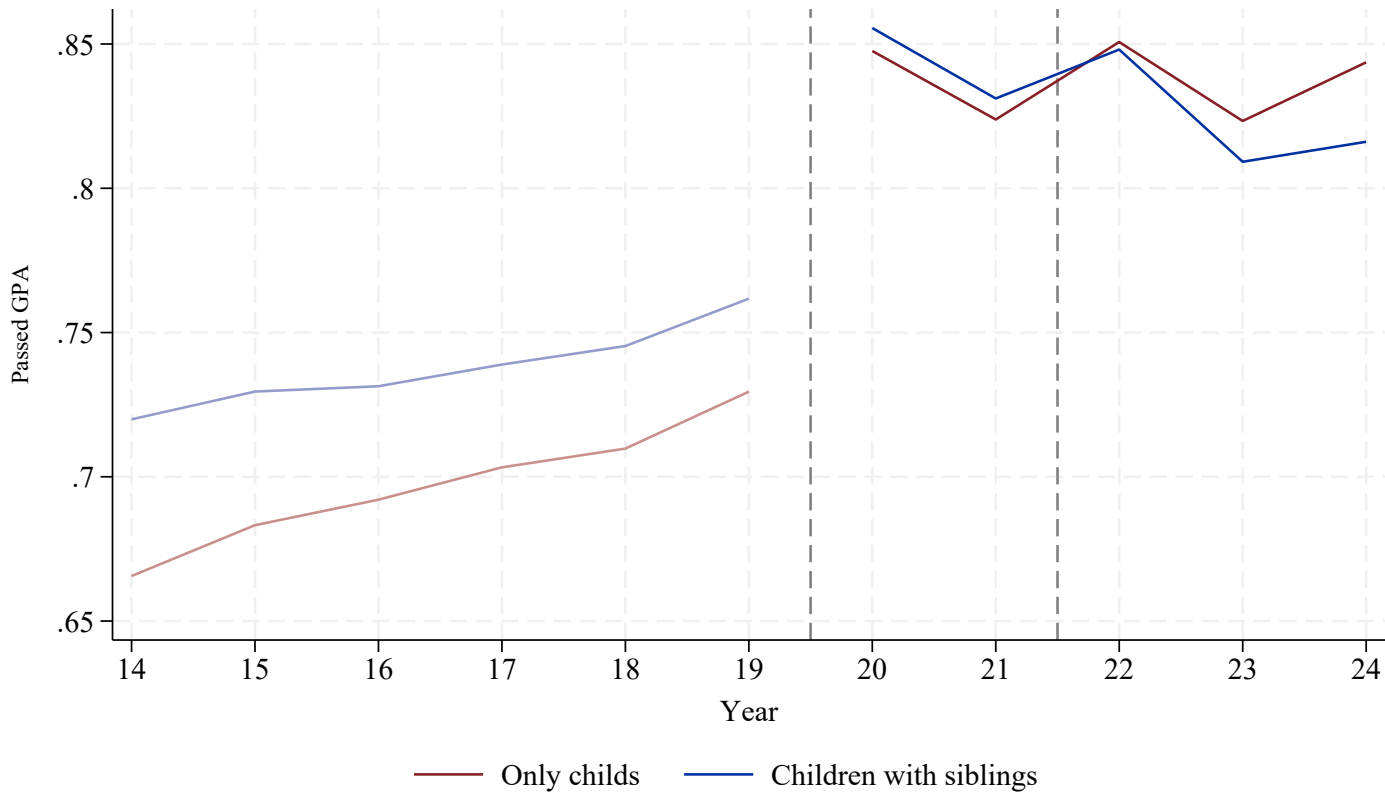 .85
.8
.75
.7
.65
Passed GPA
14 15 16 17 18 19 20 21 22 23 24
Year
Only childs Children with siblings